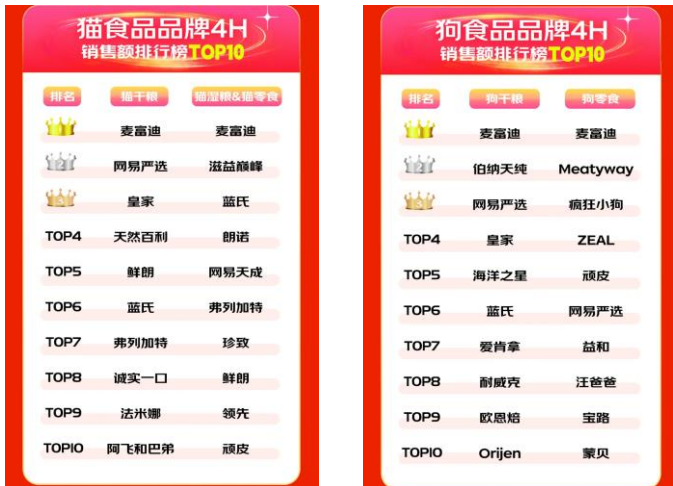 猫食品品牌4H
销售额排行榜TOP10
排名 猫干粮 猫湿粮&猫零食
1 麦富迪 麦富迪
2 网易严选 滋益巅峰
3 皇家 蓝氏
TOP4 天然百利 朗诺
TOP5 鲜朗 网易天成
TOP6 蓝氏 弗列加特
TOP7 弗列加特 珍致
TOP8 诚实一口 鲜朗
TOP9 法米娜 领先
TOP10 阿飞和巴弟 顽皮
狗食品品牌4H
销售额排行榜TOP10
排名 狗干粮 狗零食
1 麦富迪 麦富迪
2 伯纳天纯 Meatyway
3 网易严选 疯狂小狗
TOP4 皇家 ZEAL
TOP5 海洋之星 顽皮
TOP6 蓝氏 网易严选
TOP7 爱肯拿 益和
TOP8 耐威克 汪爸爸
TOP9 欧恩焙 宝路
TOP10 Orijen 蒙贝